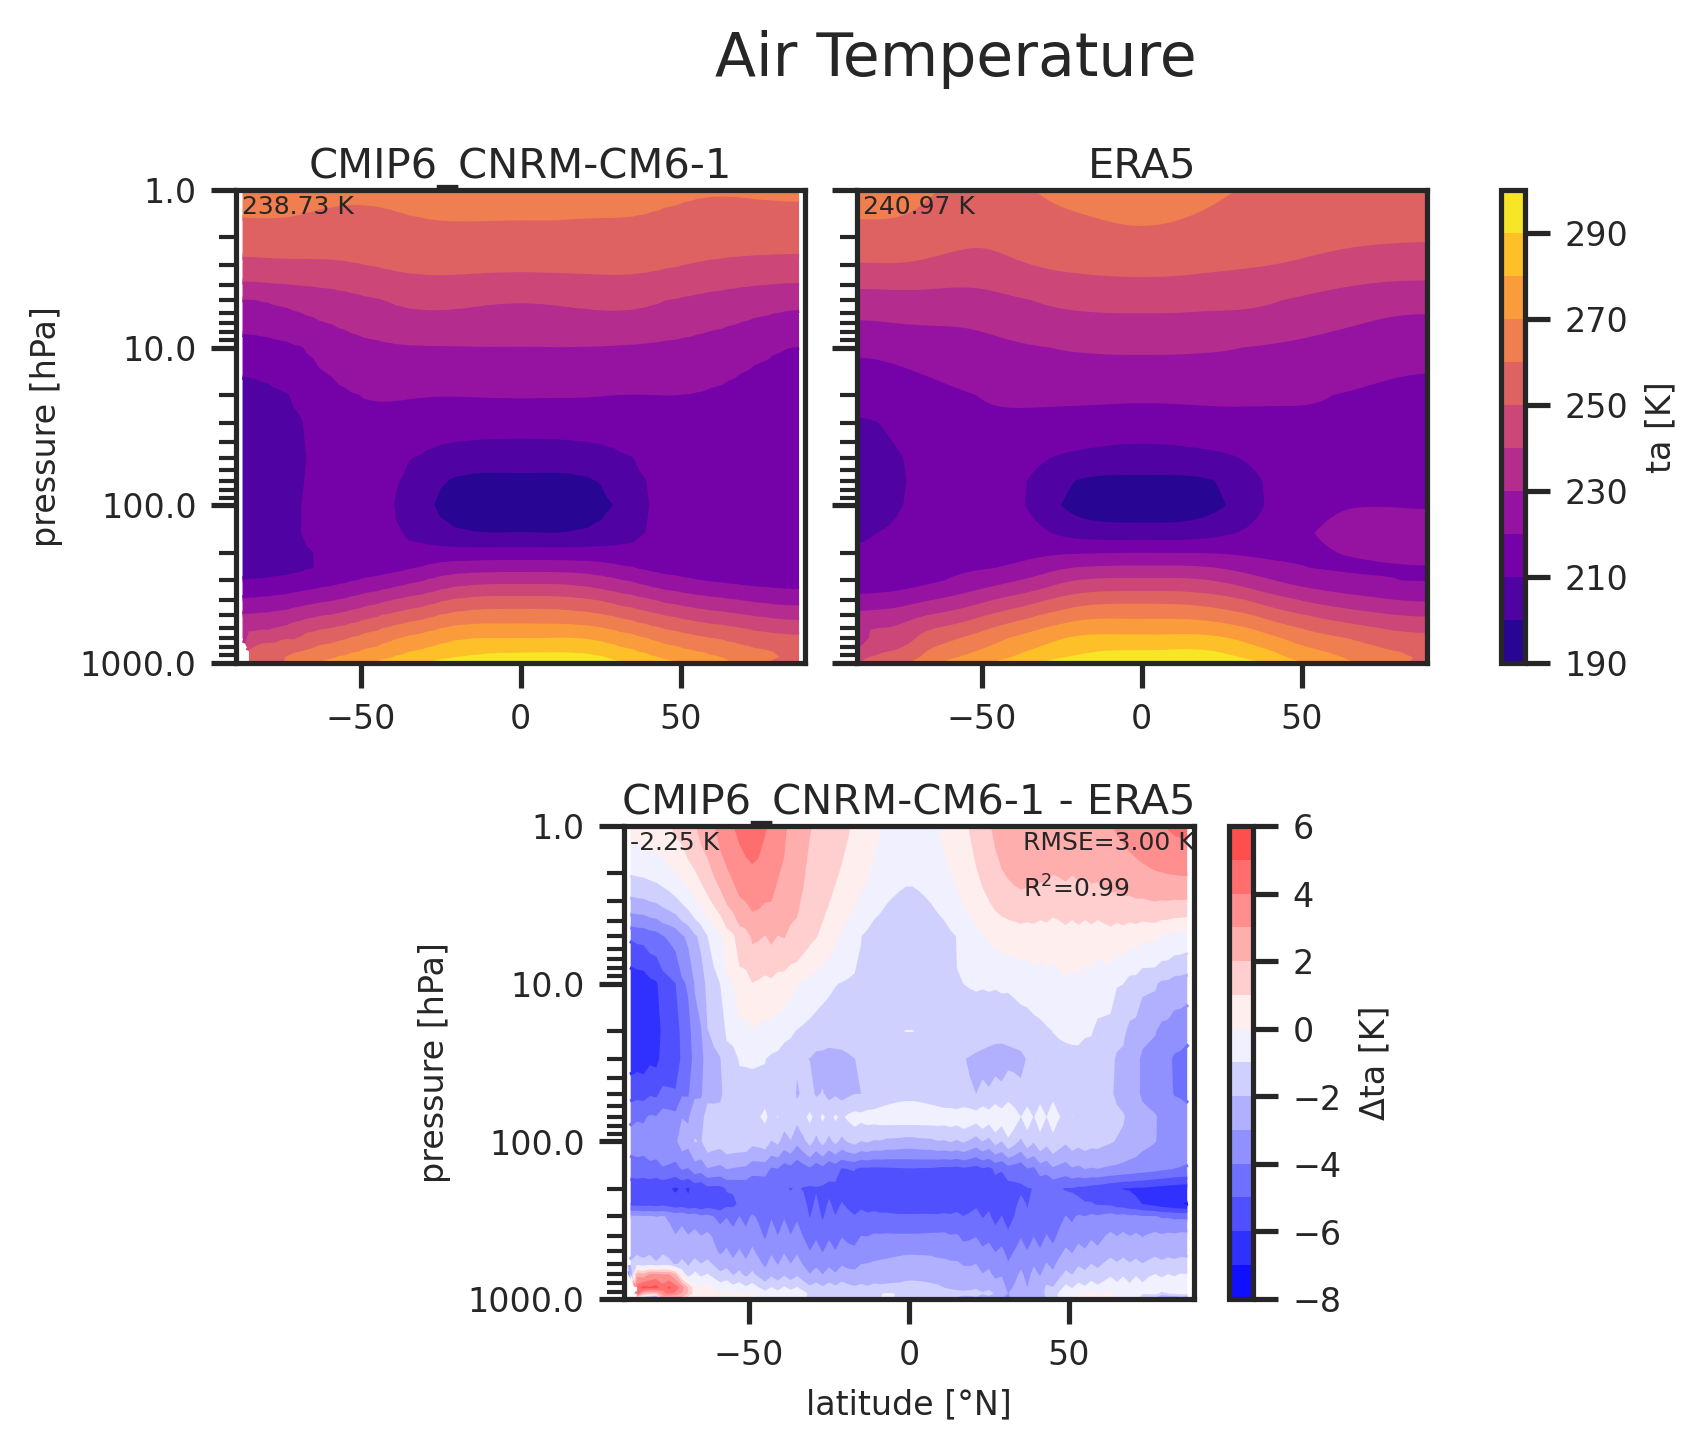 Air Temperature
CMIP6_CNRM-CM6-1
ERA5
238.73 K
240.97 K
1.0
10.0
100.0
1000.0
pressure [hPa]
−50 0 50
−50 0 50
290
270
250
230
210
190
ta [K]
CMIP6_CNRM-CM6-1 - ERA5
-2.25 K
RMSE=3.00 K
R²=0.99
1.0
10.0
100.0
1000.0
pressure [hPa]
−50 0 50
latitude [°N]
6
4
2
0
−2
−4
−6
−8
Δta [K]